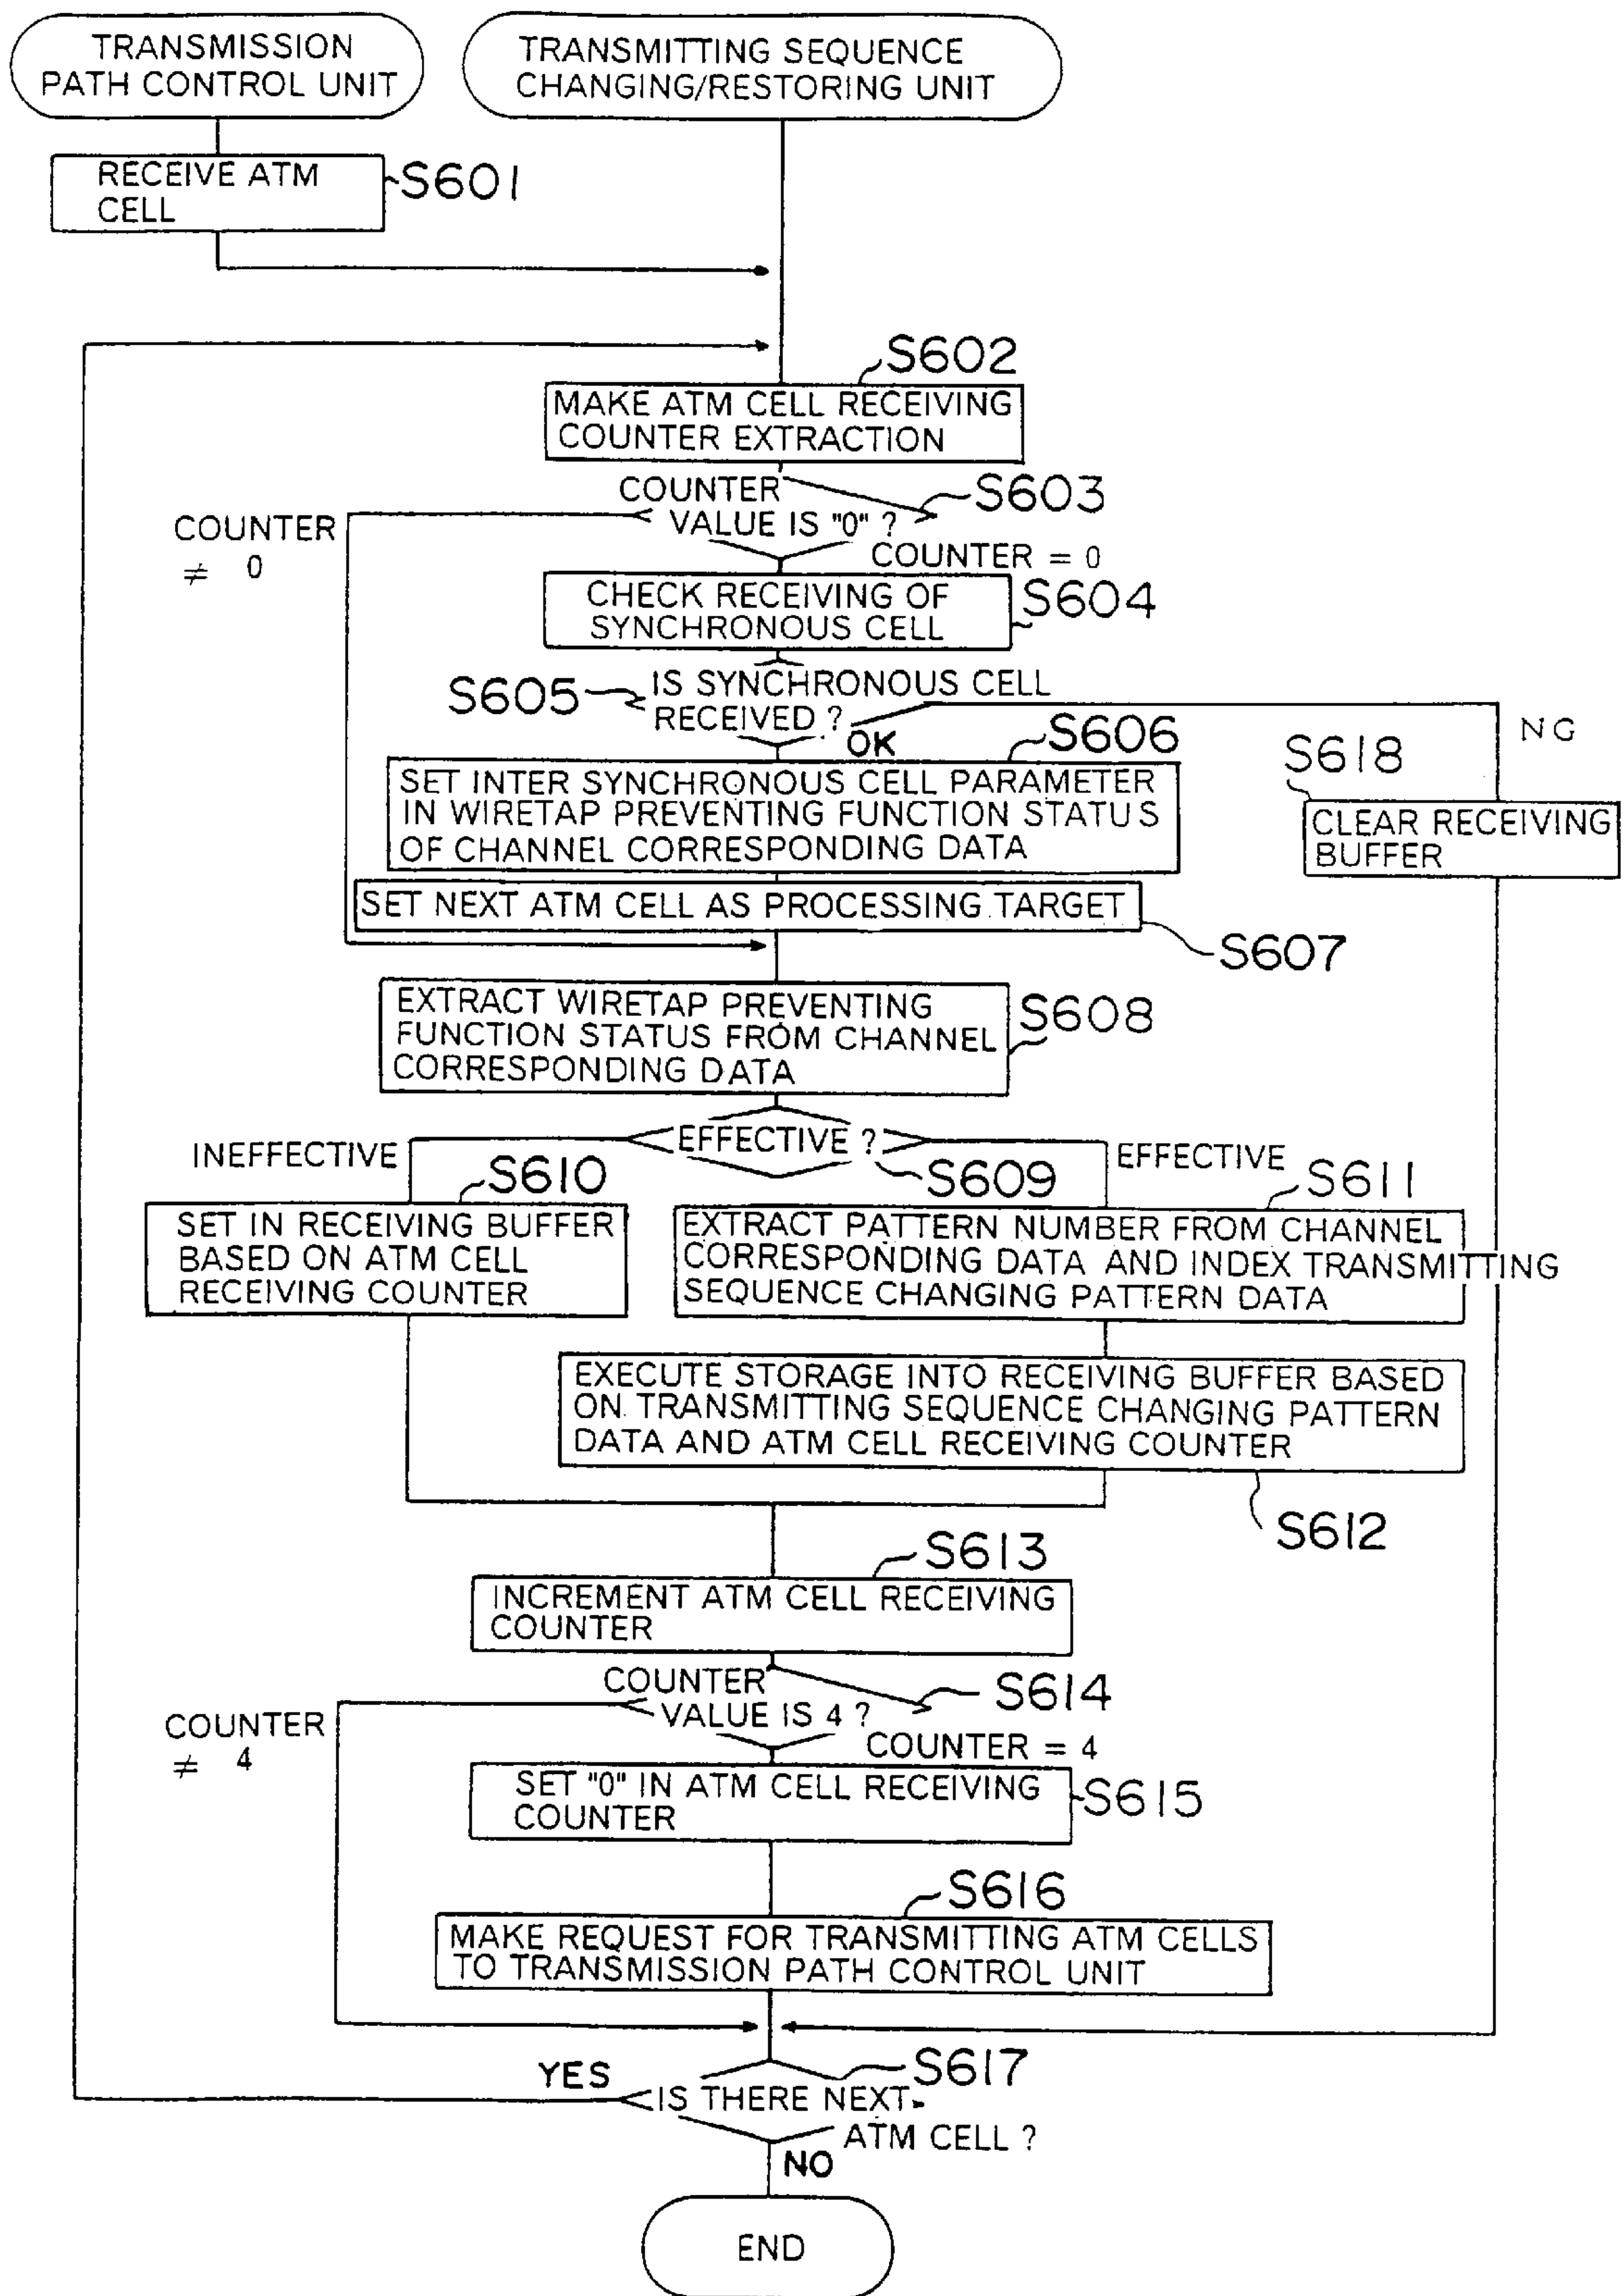 TRANSMISSION
PATH CONTROL UNIT
TRANSMITTING SEQUENCE
CHANGING/RESTORING UNIT
RECEIVE ATM
CELL
S601
S602
MAKE ATM CELL RECEIVING
COUNTER EXTRACTION
COUNTER
VALUE IS "0" ?
S603
COUNTER
≠ 0
COUNTER = 0
CHECK RECEIVING OF
SYNCHRONOUS CELL
S604
S605
IS SYNCHRONOUS CELL
RECEIVED ?
OK
NG
S606
SET INTER SYNCHRONOUS CELL PARAMETER
IN WIRETAP PREVENTING FUNCTION STATUS
OF CHANNEL CORRESPONDING DATA
S618
CLEAR RECEIVING
BUFFER
SET NEXT ATM CELL AS PROCESSING TARGET
S607
EXTRACT WIRETAP PREVENTING
FUNCTION STATUS FROM CHANNEL
CORRESPONDING DATA
S608
INEFFECTIVE
EFFECTIVE ?
EFFECTIVE
S609
S610
SET IN RECEIVING BUFFER
BASED ON ATM CELL
RECEIVING COUNTER
S611
EXTRACT PATTERN NUMBER FROM CHANNEL
CORRESPONDING DATA AND INDEX TRANSMITTING
SEQUENCE CHANGING PATTERN DATA
EXECUTE STORAGE INTO RECEIVING BUFFER BASED
ON TRANSMITTING SEQUENCE CHANGING PATTERN
DATA AND ATM CELL RECEIVING COUNTER
S612
S613
INCREMENT ATM CELL RECEIVING
COUNTER
COUNTER
VALUE IS 4 ?
S614
COUNTER
≠ 4
COUNTER = 4
SET "0" IN ATM CELL RECEIVING
COUNTER
S615
S616
MAKE REQUEST FOR TRANSMITTING ATM CELLS
TO TRANSMISSION PATH CONTROL UNIT
YES
S617
IS THERE NEXT
ATM CELL ?
NO
END